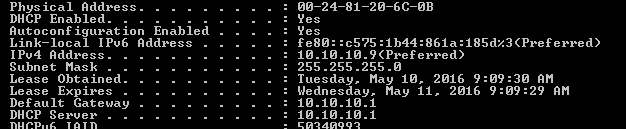 Physical Address. . . . . . . . . : 00-24-81-20-6C-0B
DHCP Enabled. . . . . . . . . . . : Yes
Autoconfiguration Enabled . . . . : Yes
Link-local IPv6 Address . . . . . : fe80::c575:1b44:861a:185d%3(Preferred)
IPv4 Address. . . . . . . . . . . : 10.10.10.9(Preferred)
Subnet Mask . . . . . . . . . . . : 255.255.255.0
Lease Obtained. . . . . . . . . . : Tuesday, May 10, 2016 9:09:30 AM
Lease Expires . . . . . . . . . . : Wednesday, May 11, 2016 9:09:29 AM
Default Gateway . . . . . . . . . : 10.10.10.1
DHCP Server . . . . . . . . . . . : 10.10.10.1
DHCPv6 IAID . . . . . . . . . . . : 50340993